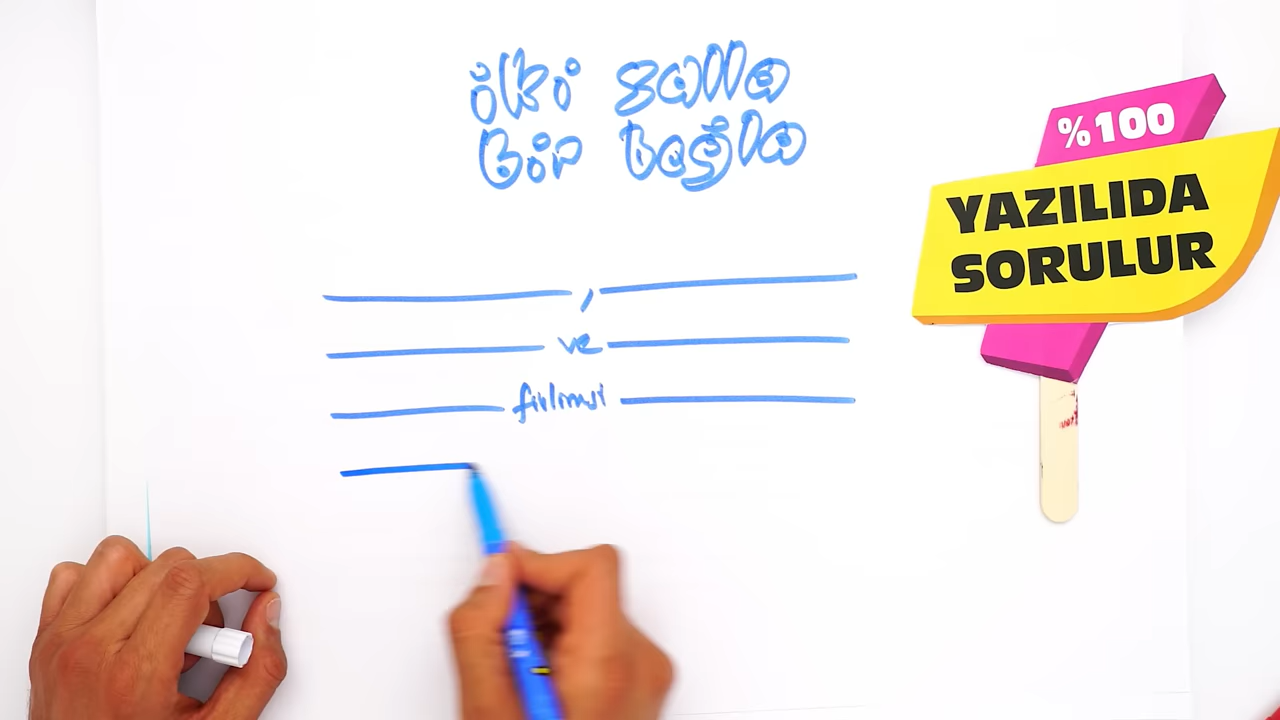 iki salla
bir bağla
,
ve
%100
YAZILIDA
SORULUR